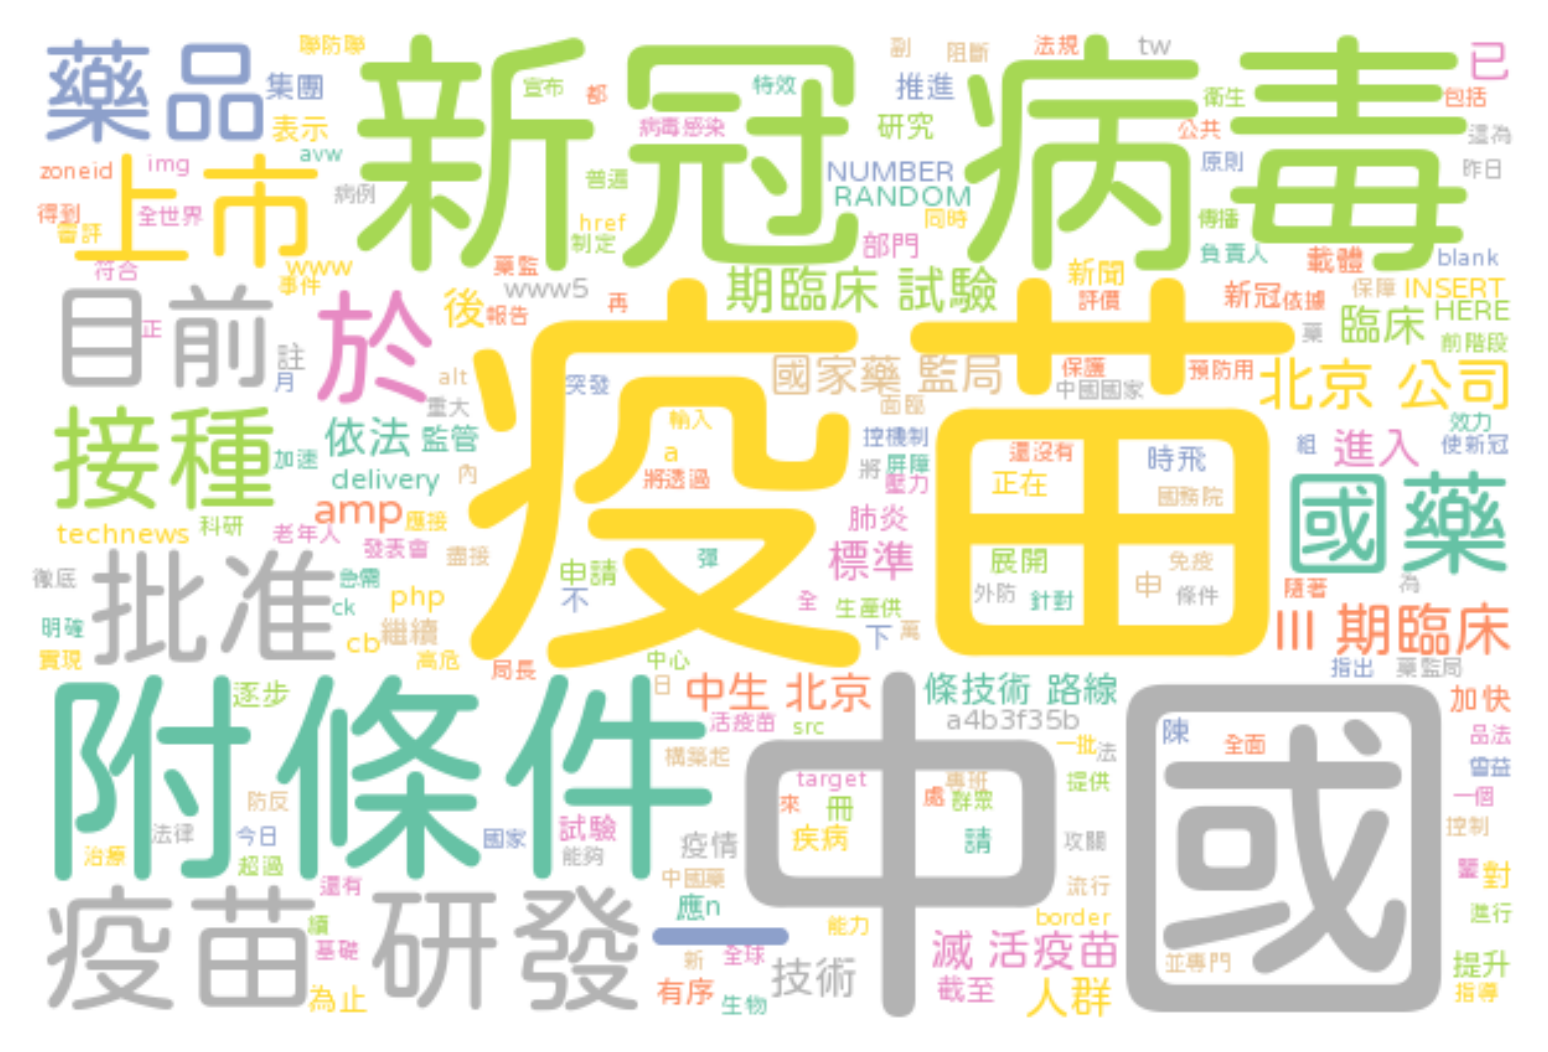 聯防聯
副
阻斷
法規
tw
已
藥品
集團
新冠病毒
宣布
都
特效
推進
衛生
包括
表示
病毒感染
研究
公共
這為
zoneid
img
avw
上市
病例
普遍
NUMBER
RANDOM
原則
昨日
得到
全世界
會評
href
制定
同時
傳播
部門
負責人
載體
blank
符合
www
事件
藥監
www5
再
期臨床 試驗
新聞
評價
新冠
依據
保障
INSERT
HERE
目前
正
註
月
於
後
報告
臨床
藥
前階段
alt
重大
突發
疫苗
國家藥 監局
保護
中國國家
預防用
北京 公司
面臨
接種
加速
依法
監管
delivery
內
輸入
a
將透過
控機制
將
屏障
壓力
還沒有
正在
時飛
國務院
組
進入
效力
使新冠
國藥
amp
應接
technews
科研
老年人
發表會
盡接
肺炎
標準
彈
展開
免疫
徹底
批准
急需
ck
php
申請
不
外防
針對
申
條件
隨著
為
明確
實現
cb
繼續
高危
全
生產供
下
萬
III 期臨床
局長
中心
日
指出
藥監局
附條件
逐步
中生 北京
條技術 路線
活疫苗
src
a4b3f35b
加快
構築起
中國
一批
法
陳
全面
品法
曾益
target
專班
提供
防反
來
冊
處
群眾
一個
法律
今日
國家
試驗
疫情
疾病
請
攻關
控制
治療
超過
能夠
疫苗研發
還有
中國藥
流行
對
續
應n
能力
border
進行
基礎
一
新
全球
技術
滅 活疫苗
並專門
提升
為止
有序
生物
截至
人群
指導